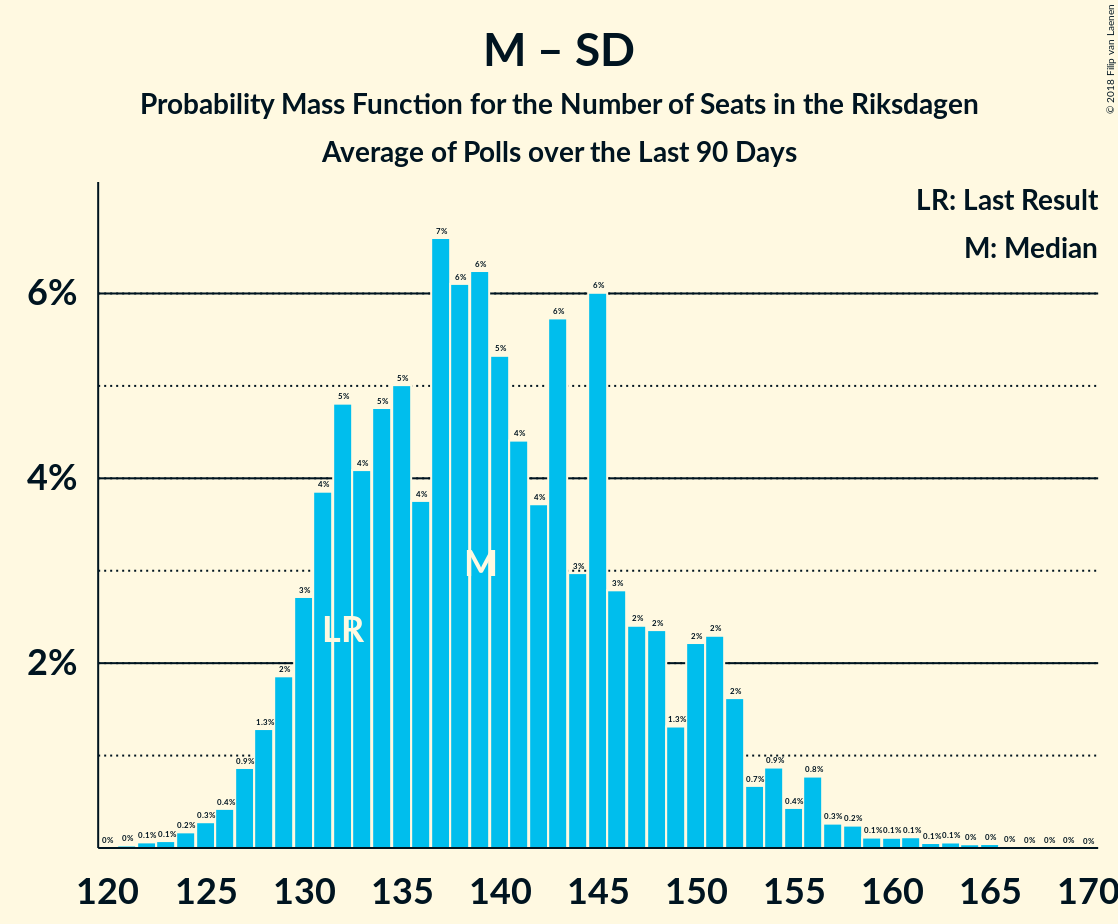 M – SD
Probability Mass Function for the Number of Seats in the Riksdagen
Average of Polls over the Last 90 Days
© 2018 Filip van Laenen
LR: Last Result
M: Median
6%
4%
2%
0% 0% 0.1% 0.1% 0.2% 0.3% 0.4% 0.9% 1.3% 2% 3% 4% 5% 4% 5% 5% 4% 7% 6% 6% 5% 4% 4% 6% 3% 6% 3% 2% 2% 1.3% 2% 2% 2% 0.7% 0.9% 0.4% 0.8% 0.3% 0.2% 0.1% 0.1% 0.1% 0.1% 0.1% 0% 0% 0% 0% 0% 0% 0%
M
LR
120 125 130 135 140 145 150 155 160 165 170